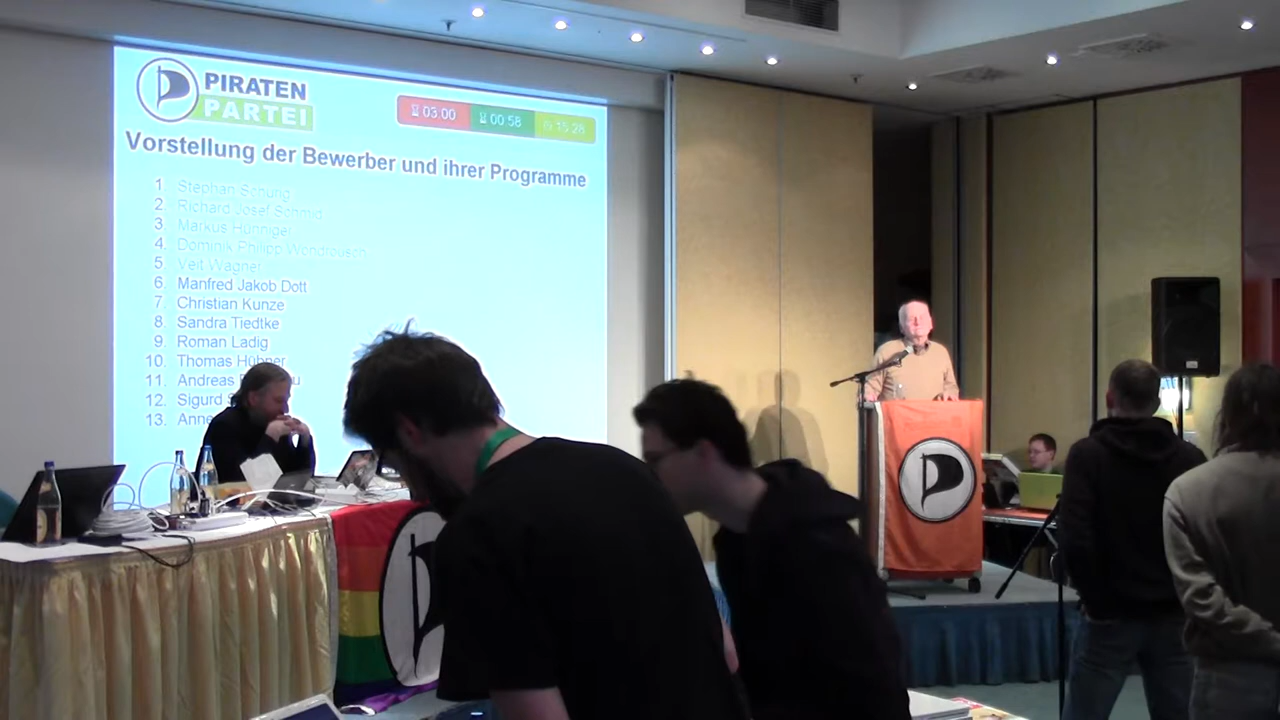 PIRATEN
PARTEI
03:00 00:58 15:28
Vorstellung der Bewerber und ihrer Programme
1. Stephan Schurig
2. Richard Josef Schmid
3. Markus Hünniger
4. Dominik Philipp Wondrousch
5. Veit Wagner
6. Manfred Jakob Dott
7. Christian Kunze
8. Sandra Tiedtke
9. Roman Ladig
10. Thomas Hübner
11. Andreas
12. Sigurd
13. Anne